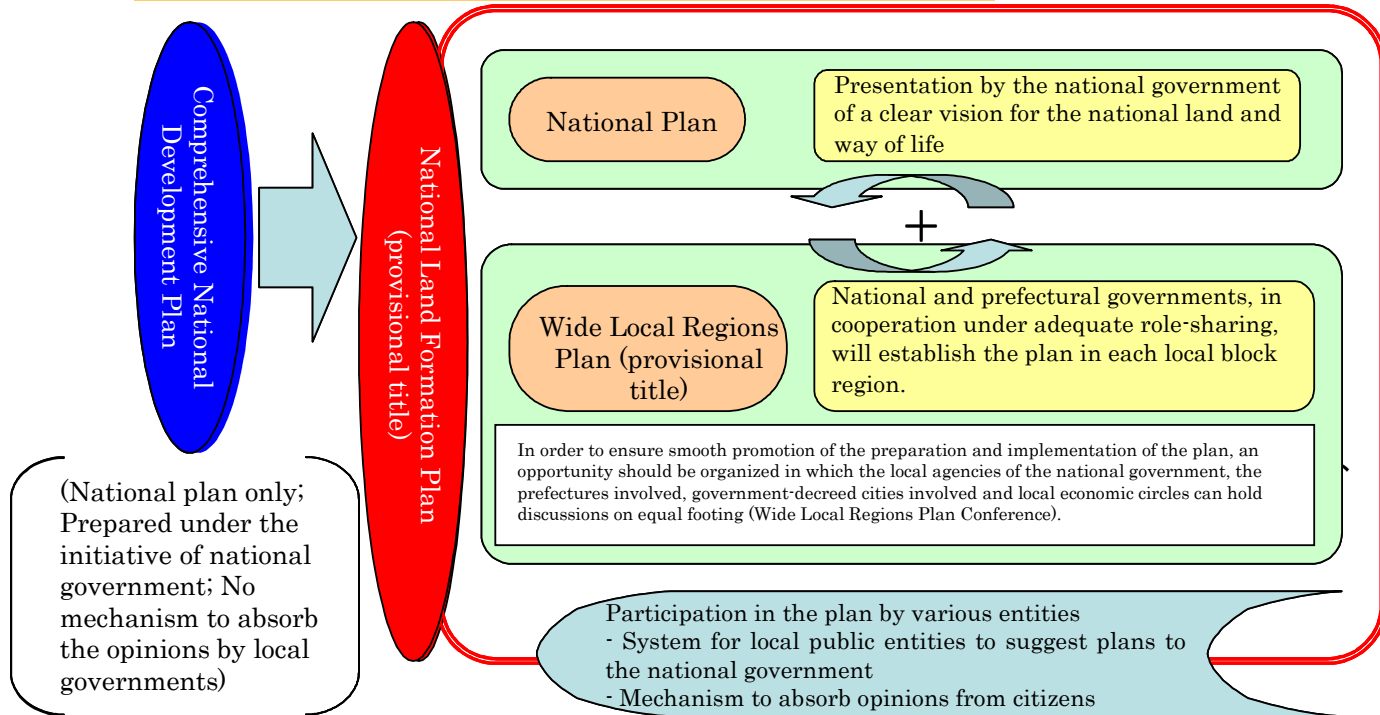 Comprehensive National
Development Plan
(National plan only;
Prepared under the
initiative of national
government; No
mechanism to absorb
the opinions by local
governments)
National Land Formation Plan
(provisional title)
National Plan
Presentation by the national government
of a clear vision for the national land and
way of life
+
Wide Local Regions
Plan (provisional
title)
National and prefectural governments, in
cooperation under adequate role-sharing,
will establish the plan in each local block
region.
In order to ensure smooth promotion of the preparation and implementation of the plan, an
opportunity should be organized in which the local agencies of the national government, the
prefectures involved, government-decreed cities involved and local economic circles can hold
discussions on equal footing (Wide Local Regions Plan Conference).
Participation in the plan by various entities
- System for local public entities to suggest plans to
the national government
- Mechanism to absorb opinions from citizens